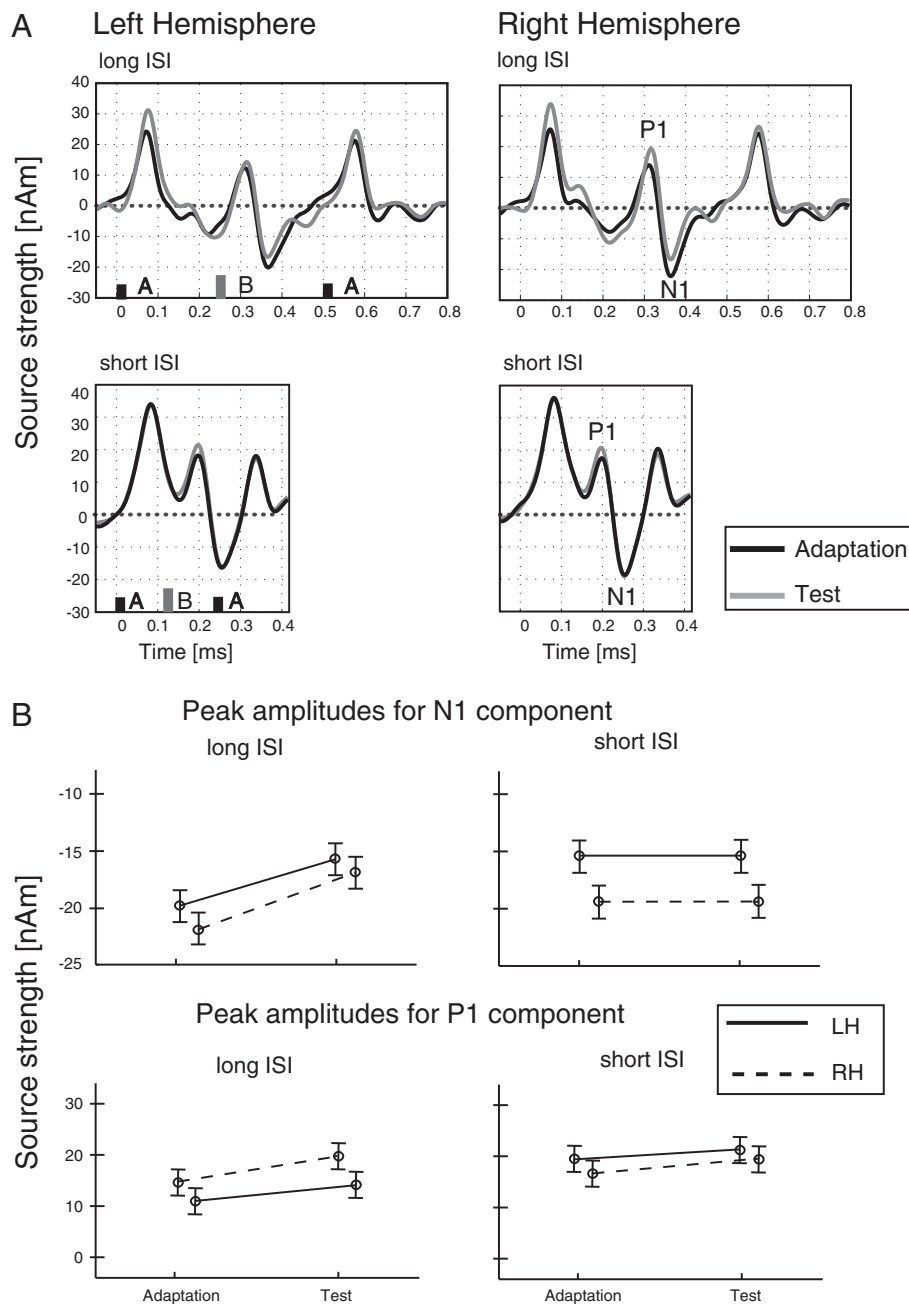 A Left Hemisphere Right Hemisphere
long ISI long ISI
Source strength [nAm]
40
30
20
10
0
-10
-20
-30
A B A
0 0.1 0.2 0.3 0.4 0.5 0.6 0.7 0.8
P1
N1
0 0.1 0.2 0.3 0.4 0.5 0.6 0.7 0.8
short ISI short ISI
40
30
20
10
0
-10
-20
-30
A B A
0 0.1 0.2 0.3 0.4
Time [ms]
P1
N1
0 0.1 0.2 0.3 0.4
Time [ms]
Adaptation
Test
B Peak amplitudes for N1 component
long ISI short ISI
Source strength [nAm]
-10
-15
-20
-25
Peak amplitudes for P1 component
LH
RH
long ISI short ISI
30
20
10
0
Adaptation Test Adaptation Test